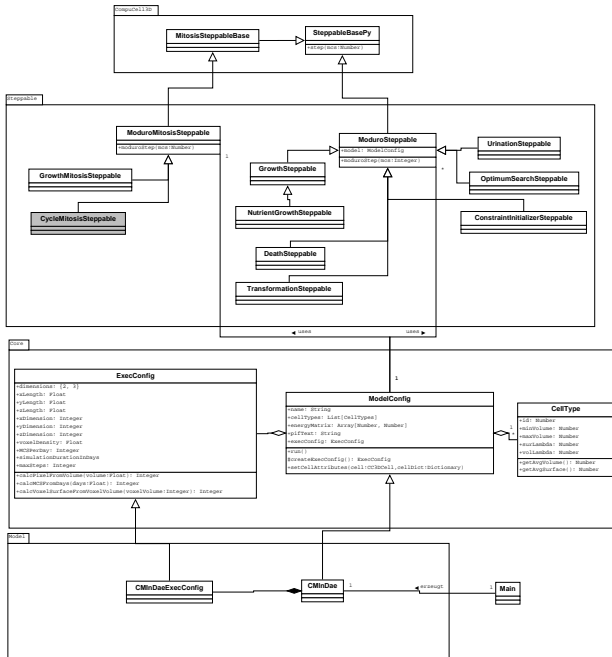 CompuCell3D
MitosisSteppableBase
SteppableBasePy
+step(mcs:Number)
Steppable
ModuroMitosisSteppable
+moduroStep(mcs:Number)
ModuroSteppable
+model: ModelConfig
+moduroStep(mcs:Integer)
1
*
UrinationSteppable
GrowthMitosisSteppable
GrowthSteppable
OptimumSearchSteppable
CycleMitosisSteppable
NutrientGrowthSteppable
ConstraintInitializerSteppable
DeathSteppable
TransformationSteppable
uses
uses
Core
1
ExecConfig
+dimensions: [2, 3]
+xLength: Float
+yLength: Float
+zLength: Float
+xDimension: Integer
+yDimension: Integer
+zDimension: Integer
+voxelDensity: Float
+MCSPerDay: Integer
+simulationDurationInDays
+maxSteps: Integer
+calcPixelFromVolume(volume:Float): Integer
+calcMCSFromDays(days:Float): Integer
+calcVoxelSurfaceFromVoxelVolume(voxelVolume:Integer): Integer
ModelConfig
+name: String
+cellTypes: List[CellTypes]
+energyMatrix: Array[Number, Number]
+pifText: String
+execConfig: ExecConfig
+run()
$createExecConfig(): ExecConfig
+setCellAttributes(cell:CC3DCell,cellDict:Dictionary)
1
*
CellType
+id: Number
+minVolume: Number
+maxVolume: Number
+surLambda: Number
+volLambda: Number
+getAvgVolume(): Number
+getAvgSurface(): Number
Model
CMInDaeExecConfig
CMInDae
1
erzeugt
1
Main